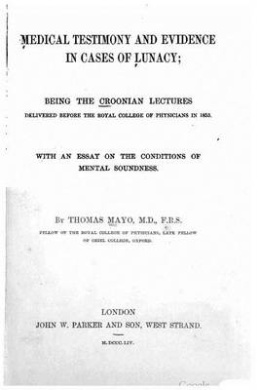 MEDICAL TESTIMONY AND EVIDENCE
IN CASES OF LUNACY;
BEING THE CROONIAN LECTURES
DELIVERED BEFORE THE ROYAL COLLEGE OF PHYSICIANS IN 1853.
WITH AN ESSAY ON THE CONDITIONS OF
MENTAL SOUNDNESS.
BY THOMAS MAYO, M.D., F.R.S.
FELLOW OF THE ROYAL COLLEGE OF PHYSICIANS, LATE FELLOW
OF ORIEL COLLEGE, OXFORD.
LONDON
JOHN W. PARKER AND SON, WEST STRAND.
M.DCCC.LIV.
Google